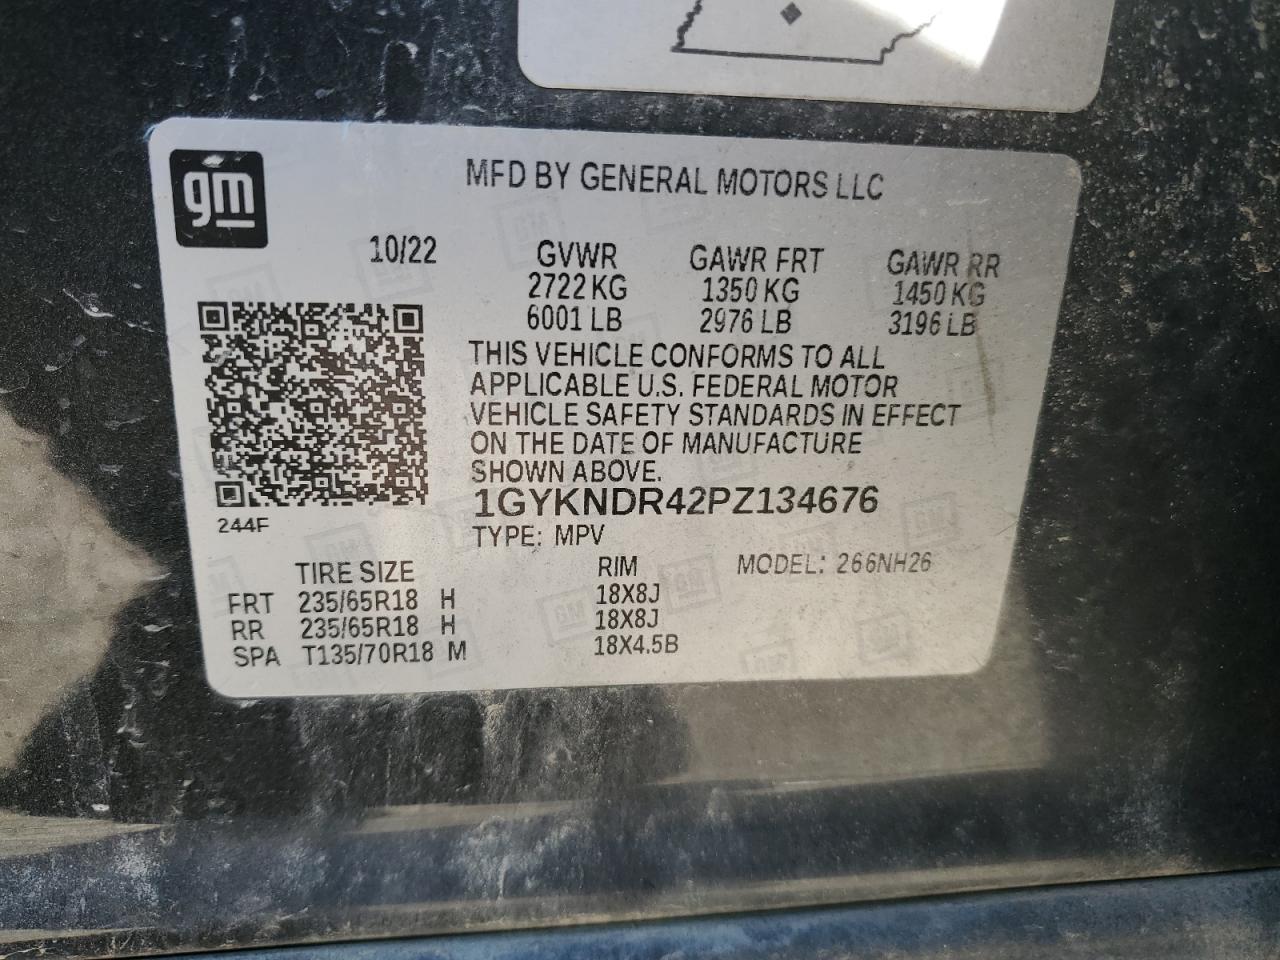 gm
MFD BY GENERAL MOTORS LLC
10/22 GVWR GAWR FRT GAWR RR
2722 KG 1350 KG 1450 KG
6001 LB 2976 LB 3196 LB
THIS VEHICLE CONFORMS TO ALL
APPLICABLE U.S. FEDERAL MOTOR
VEHICLE SAFETY STANDARDS IN EFFECT
ON THE DATE OF MANUFACTURE
SHOWN ABOVE.
1GYKNDR42PZ134676
244F
TYPE: MPV
TIRE SIZE RIM MODEL: 266NH26
FRT 235/65R18 H 18X8J
RR 235/65R18 H 18X8J
SPA T135/70R18 M 18X4.5B